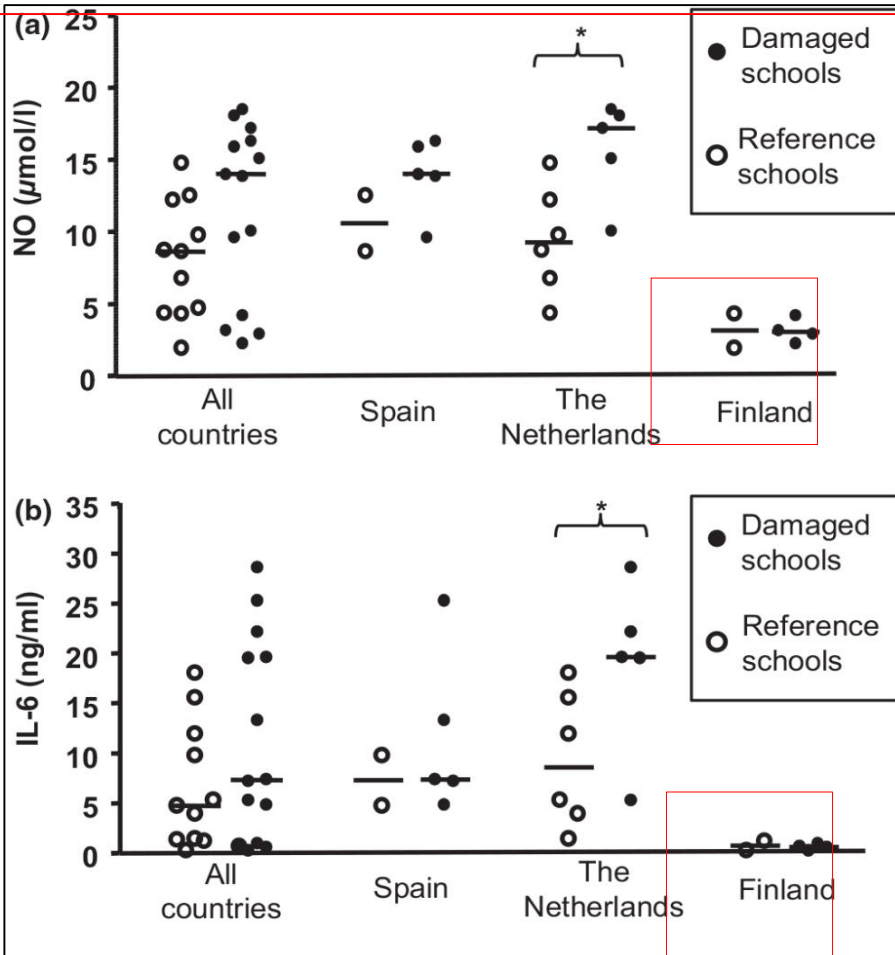 (a)
25
20
15
10
5
0
NO (µmol/l)
*
Damaged
schools
Reference
schools
All
countries
Spain
The
Netherlands
Finland
(b)
35
30
25
20
15
10
5
0
IL-6 (ng/ml)
*
Damaged
schools
Reference
schools
All
countries
Spain
The
Netherlands
Finland